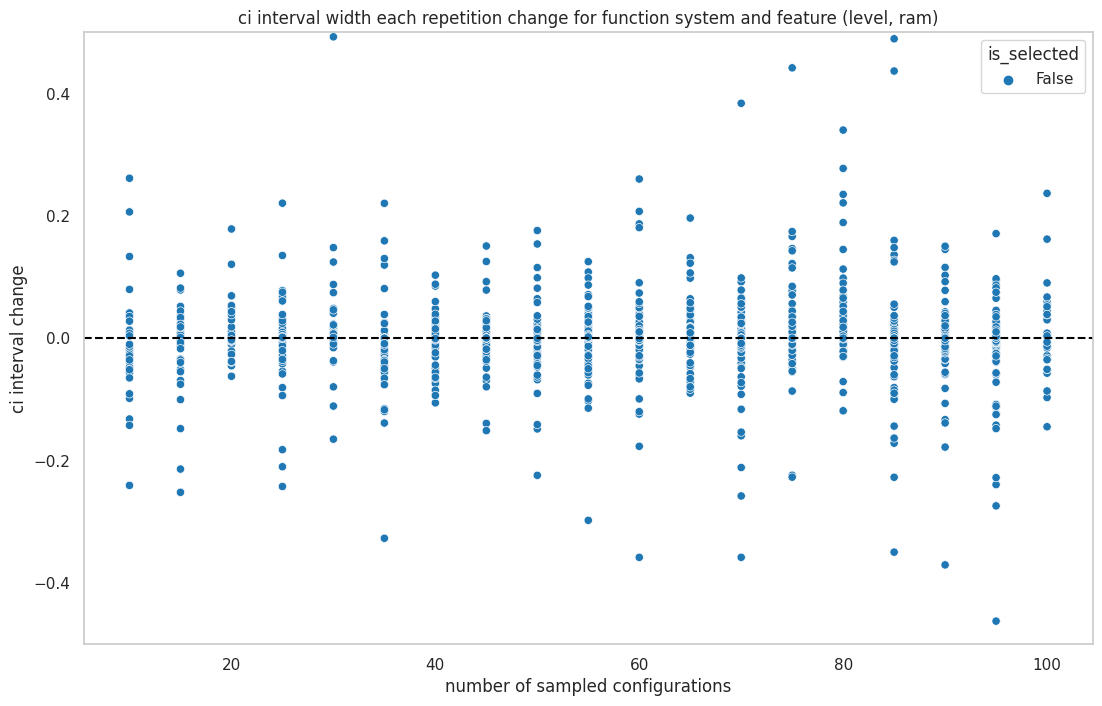 ci interval width each repetition change for function system and feature (level, ram)
is_selected
False
ci interval change
0.4
0.2
0.0
−0.2
−0.4
20
40
60
80
100
number of sampled configurations